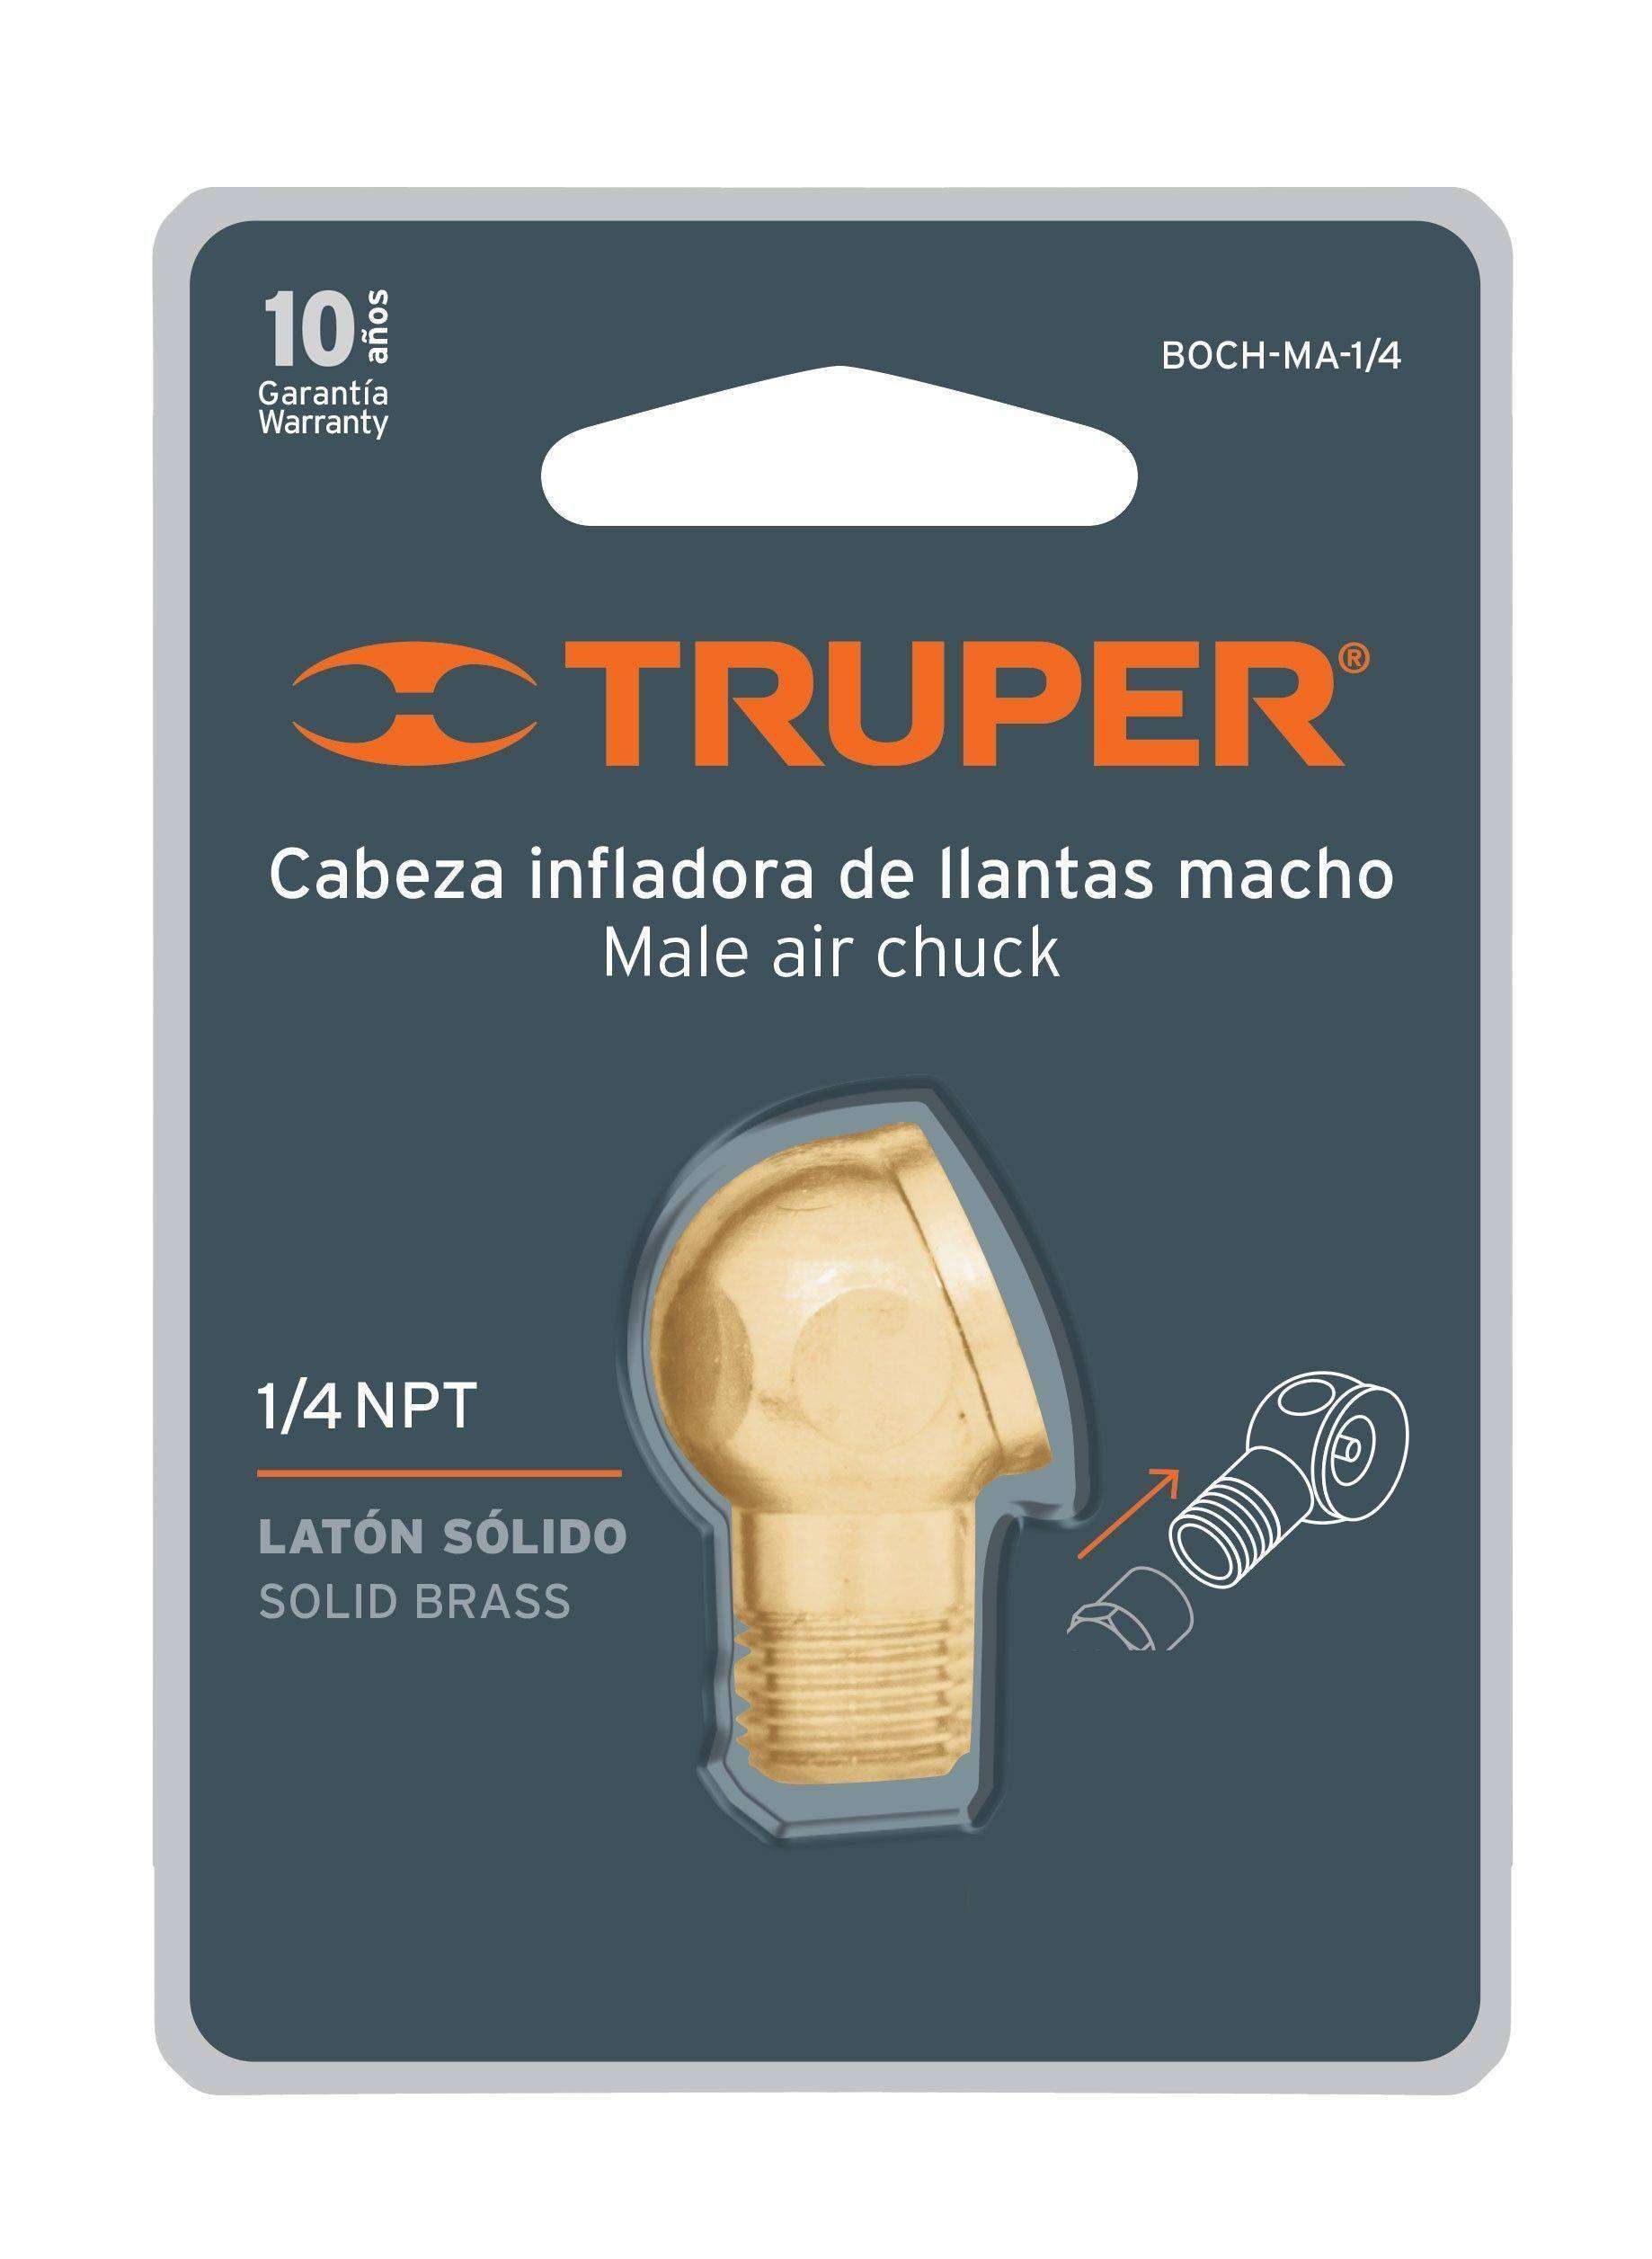 10 años
Garantía
Warranty
BOCH-MA-1/4
TRUPER®
Cabeza infladora de llantas macho
Male air chuck
1/4 NPT
LATÓN SÓLIDO
SOLID BRASS